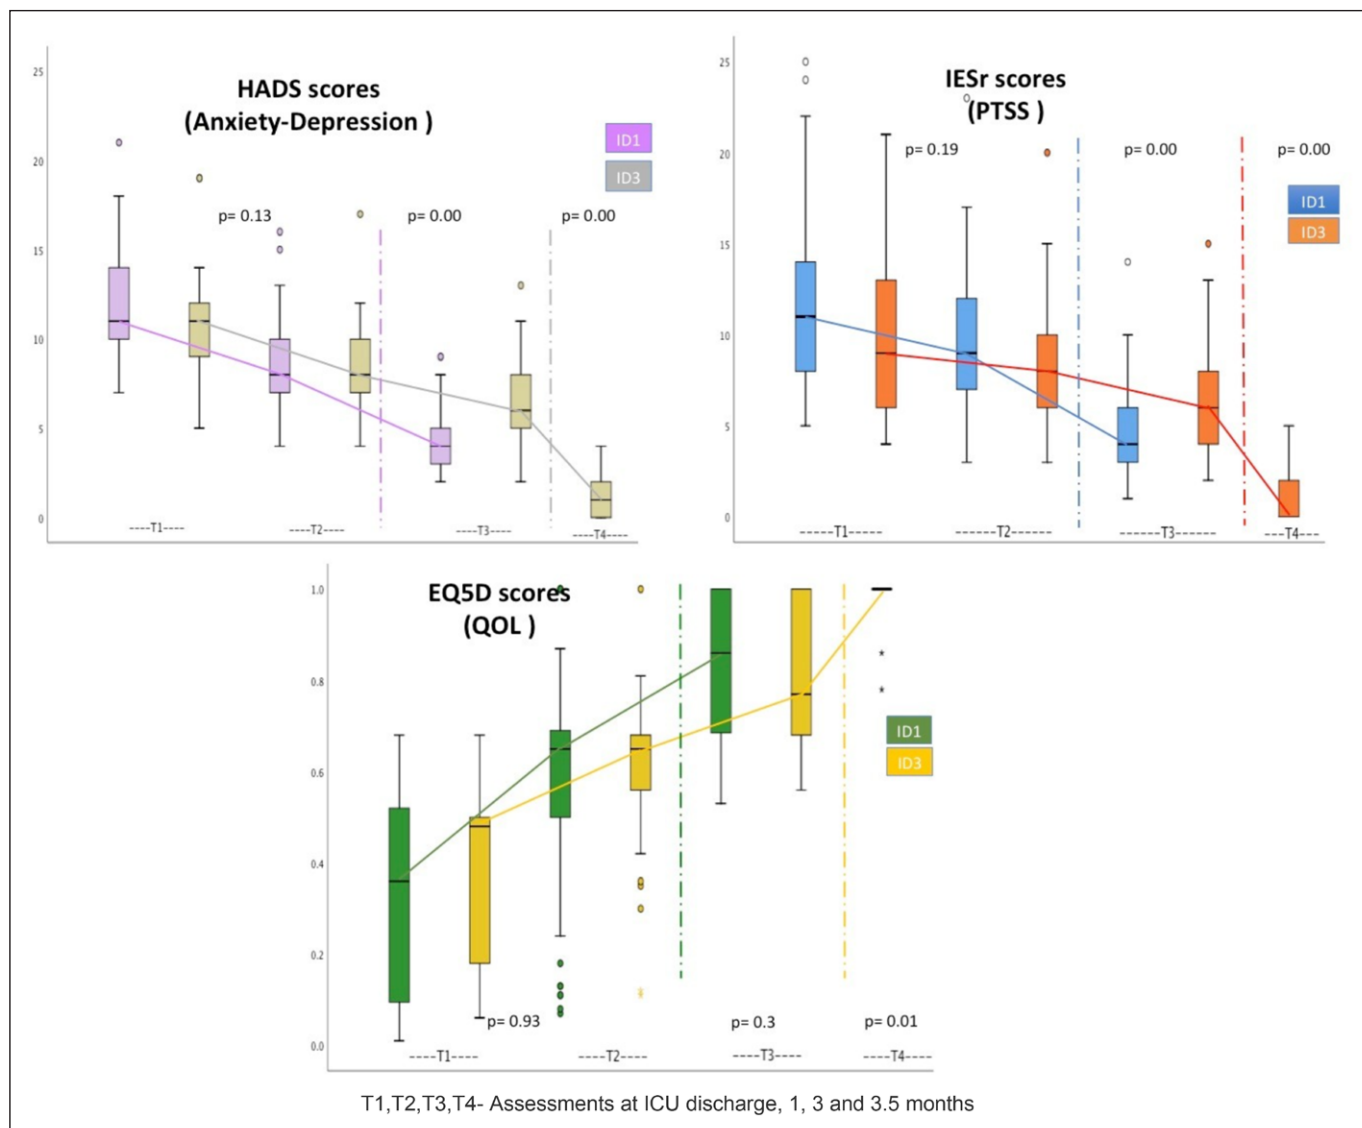 HADS scores
(Anxiety-Depression )
25
20
15
10
5
0
ID1
ID3
p= 0.13
p= 0.00
p= 0.00
----T1----
----T2----
----T3----
----T4----
IESr scores
(PTSS )
25
20
15
10
5
0
p= 0.19
p= 0.00
p= 0.00
ID1
ID3
-----T1-----
------T2------
------T3------
---T4---
EQ5D scores
(QOL )
1.0
0.8
0.6
0.4
0.2
0.0
ID1
ID3
p= 0.93
p= 0.3
p= 0.01
----T1----
----T2----
----T3----
----T4----
T1,T2,T3,T4- Assessments at ICU discharge, 1, 3 and 3.5 months